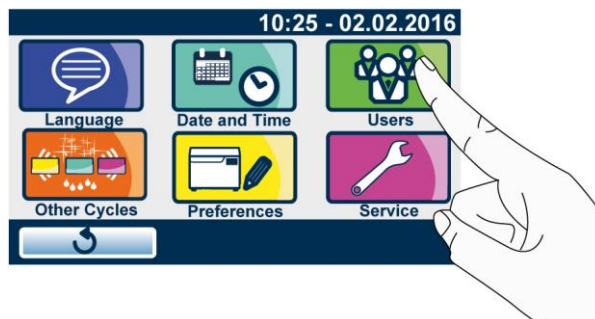 10:25 - 02.02.2016
Language Date and Time Users
Other Cycles Preferences Service